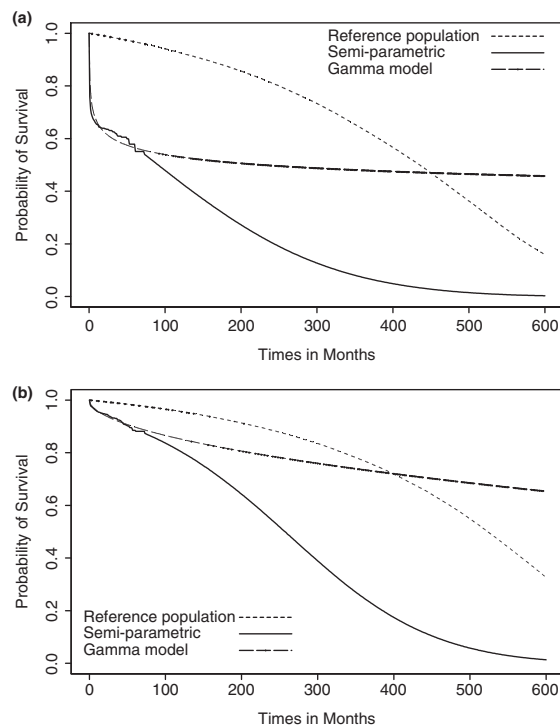 (a)
Reference population
Semi-parametric
Gamma model
Probability of Survival
0.0 0.2 0.4 0.6 0.8 1.0
0 100 200 300 400 500 600
Times in Months
(b)
Probability of Survival
0.0 0.2 0.4 0.6 0.8 1.0
Reference population
Semi-parametric
Gamma model
0 100 200 300 400 500 600
Times in Months